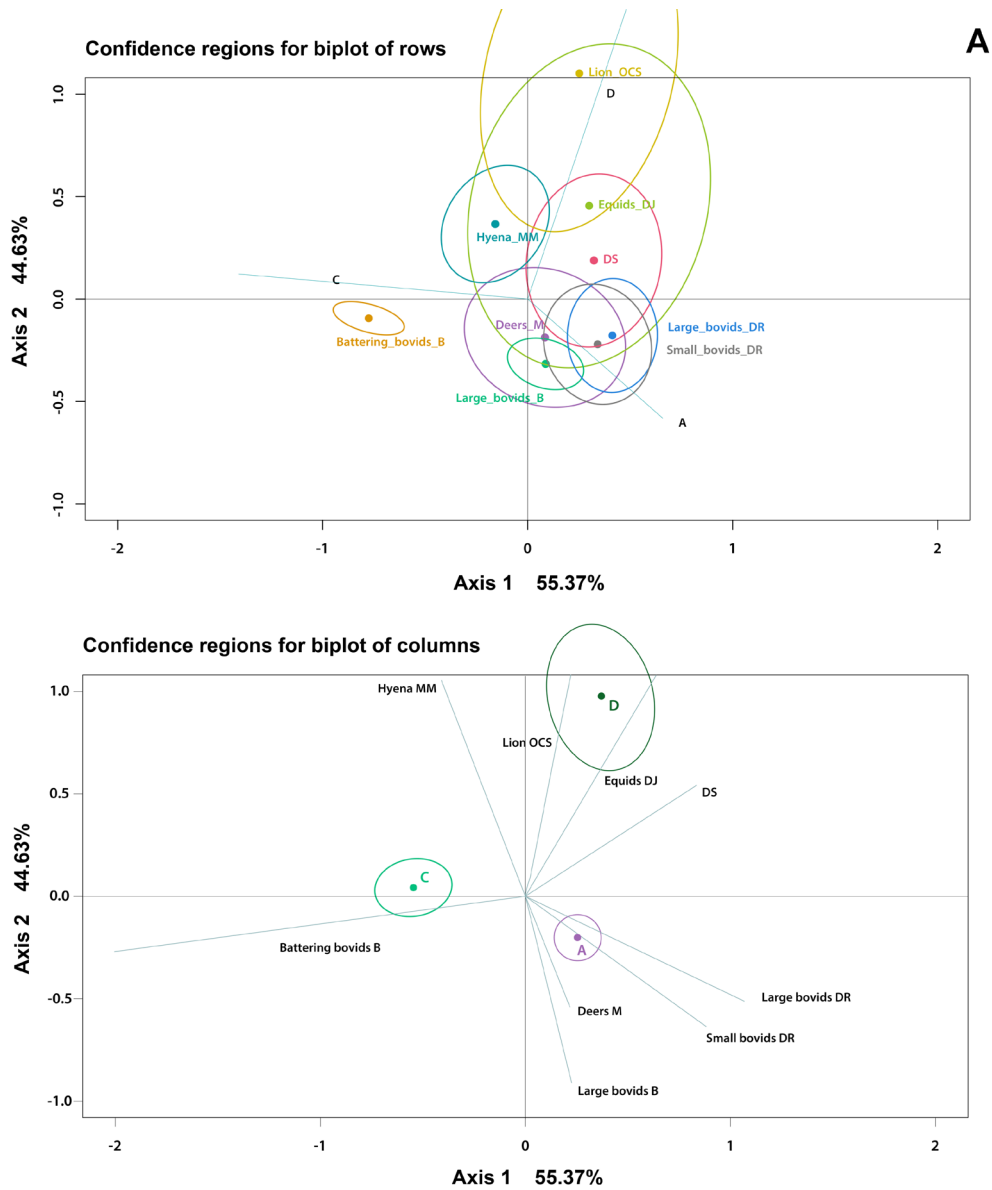 A
Confidence regions for biplot of rows
Lion_OCS
D
1.0
Equids_DJ
0.5
Hyena_MM
DS
C
0.0
Battering_bovids_B
Deers_M
Large_bovids_DR
Small_bovids_DR
Large_bovids_B
-0.5
A
-1.0
Axis 2 44.63%
-2 -1 0 1 2
Axis 1 55.37%
Confidence regions for biplot of columns
Hyena MM
1.0
D
Lion OCS
Equids DJ
DS
0.5
C
0.0
Battering bovids B
A
Large bovids DR
-0.5
Deers M
Small bovids DR
Large bovids B
-1.0
Axis 2 44.63%
-2 -1 0 1 2
Axis 1 55.37%